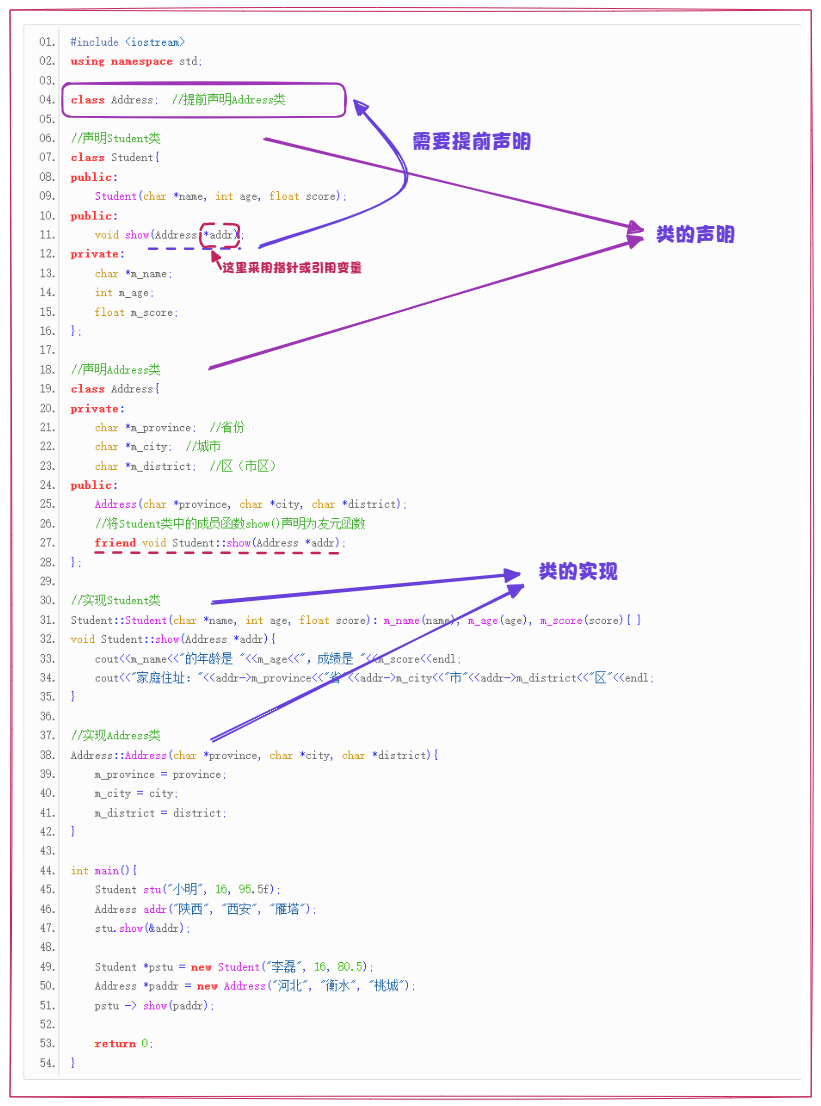 01. #include <iostream>
02. using namespace std;
03.
04. class Address;  //提前声明Address类
05.
需要提前声明
06. //声明Student类
07. class Student{
08. public:
09.     Student(char *name, int age, float score);
10. public:
11.     void show(Address *addr);
类的声明
12. private:
这里采用指针或引用变量
13.     char *m_name;
14.     int m_age;
15.     float m_score;
16. };
17.
18. //声明Address类
19. class Address{
20. private:
21.     char *m_province;  //省份
22.     char *m_city;  //城市
23.     char *m_district;  //区（市区）
24. public:
25.     Address(char *province, char *city, char *district);
26.     //将Student类中的成员函数show()声明为友元函数
27.     friend void Student::show(Address *addr);
28. };
29.
类的实现
30. //实现Student类
31. Student::Student(char *name, int age, float score): m_name(name), m_age(age), m_score(score){ }
32. void Student::show(Address *addr){
33.     cout<<m_name<<"的年龄是 "<<m_age<<"，成绩是 "<<m_score<<endl;
34.     cout<<"家庭住址："<<addr->m_province<<"省"<<addr->m_city<<"市"<<addr->m_district<<"区"<<endl;
35. }
36.
37. //实现Address类
38. Address::Address(char *province, char *city, char *district){
39.     m_province = province;
40.     m_city = city;
41.     m_district = district;
42. }
43.
44. int main(){
45.     Student stu("小明", 16, 95.5f);
46.     Address addr("陕西", "西安", "雁塔");
47.     stu.show(&addr);
48.
49.     Student *pstu = new Student("李磊", 16, 80.5);
50.     Address *paddr = new Address("河北", "衡水", "桃城");
51.     pstu -> show(paddr);
52.
53.     return 0;
54. }